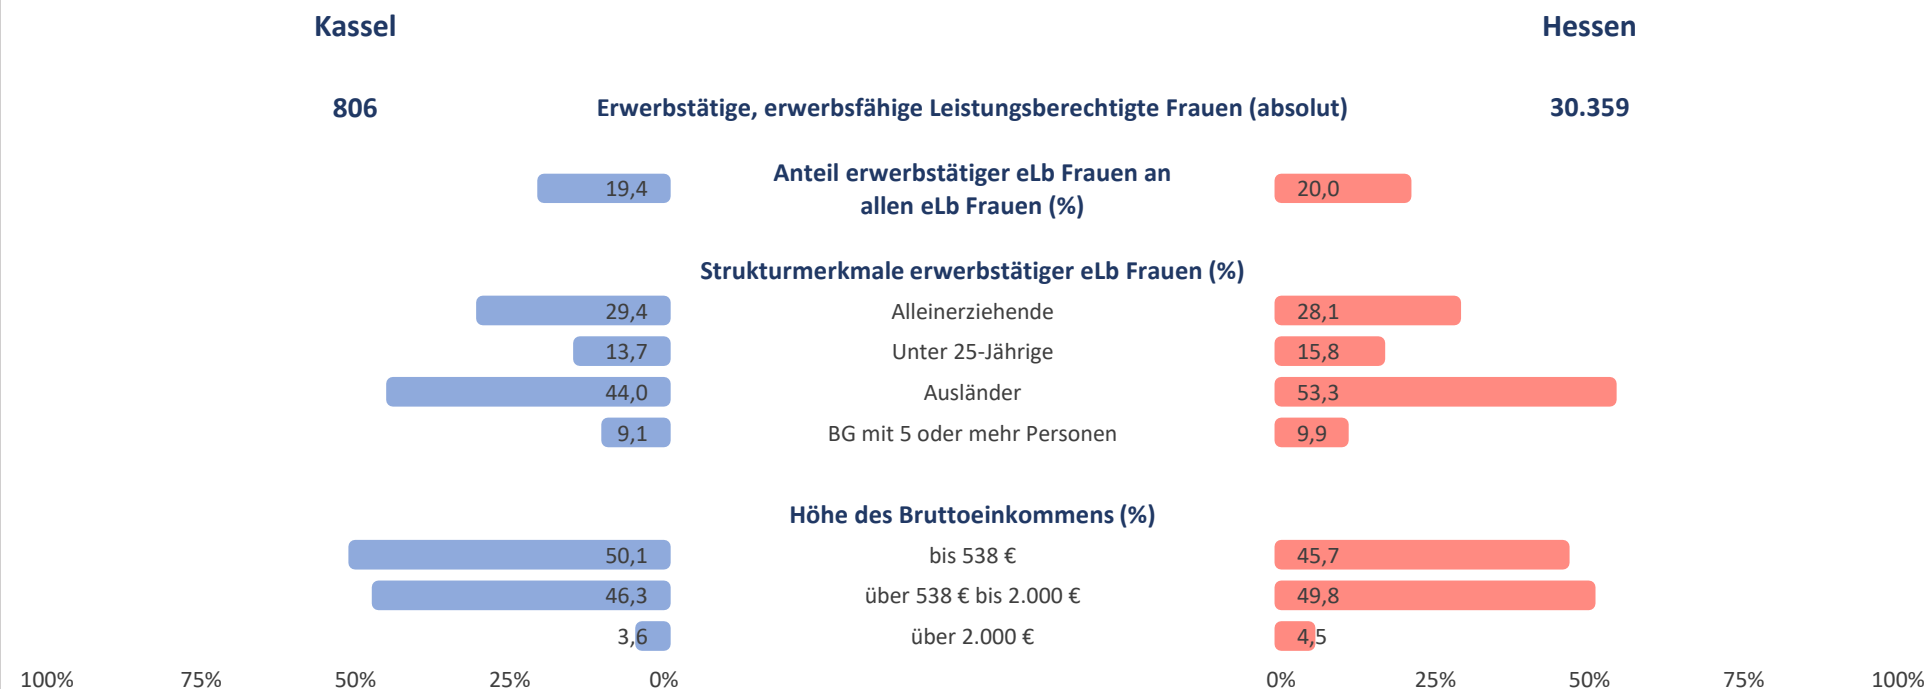 Kassel Hessen
806 Erwerbstätige, erwerbsfähige Leistungsberechtigte Frauen (absolut) 30.359
Anteil erwerbstätiger eLb Frauen an
19,4 20,0
allen eLb Frauen (%)
Strukturmerkmale erwerbstätiger eLb Frauen (%)
29,4 Alleinerziehende 28,1
13,7 Unter 25-Jährige 15,8
44,0 Ausländer 53,3
9,1 BG mit 5 oder mehr Personen 9,9
Höhe des Bruttoeinkommens (%)
50,1 bis 538 € 45,7
46,3 über 538 € bis 2.000 € 49,8
3,6 über 2.000 € 4,5
100% 75% 50% 25% 0% 0% 25% 50% 75% 100%